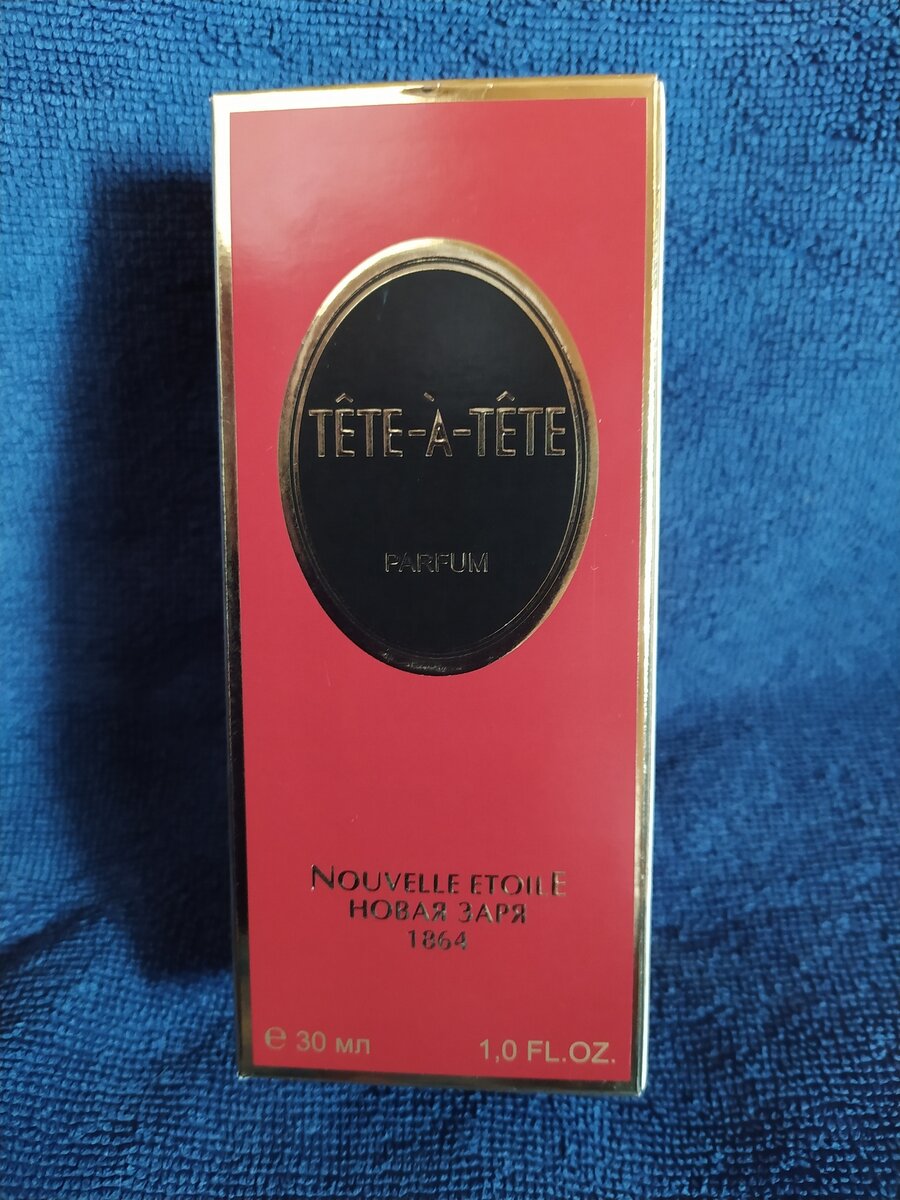 TÊTE-À-TÊTE
PARFUM
NOUVELLE ETOILE
НОВАЯ ЗАРЯ
1864
℮ 30 мл 1,0 FL.OZ.